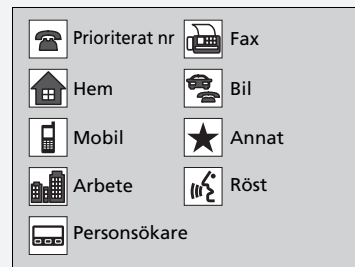 Prioriterat nr Fax
Hem Bil
Mobil Annat
Arbete Röst
Personsökare